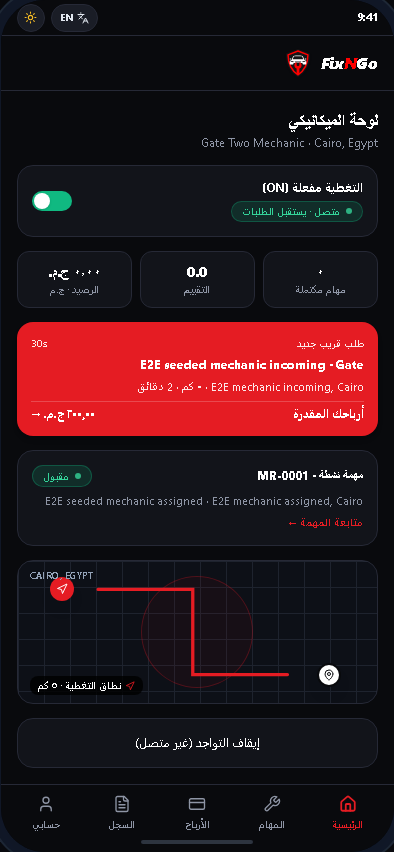 9:41
EN
FixNGo
لوحة الميكانيكي
Gate Two Mechanic · Cairo, Egypt
التغطية مفعلة (ON)
متصل · يستقبل الطلبات
٠
مهام مكتملة
0.0
التقييم
٠٫٠٠ ج.م.
الرصيد · ج.م
طلب قريب جديد
30s
E2E seeded mechanic incoming - Gate
E2E mechanic incoming, Cairo · ٠ كم · 2 دقائق
أرباحك المقدرة
٢٠٠٫٠٠ ج.م. →
مهمة نشطة - MR-0001
مقبول
E2E seeded mechanic assigned · E2E mechanic assigned, Cairo
متابعة المهمة ←
CAIRO, EGYPT
نطاق التغطية · ٥ كم
إيقاف التواجد (غير متصل)
الرئيسية
المهام
الأرباح
السجل
حسابي